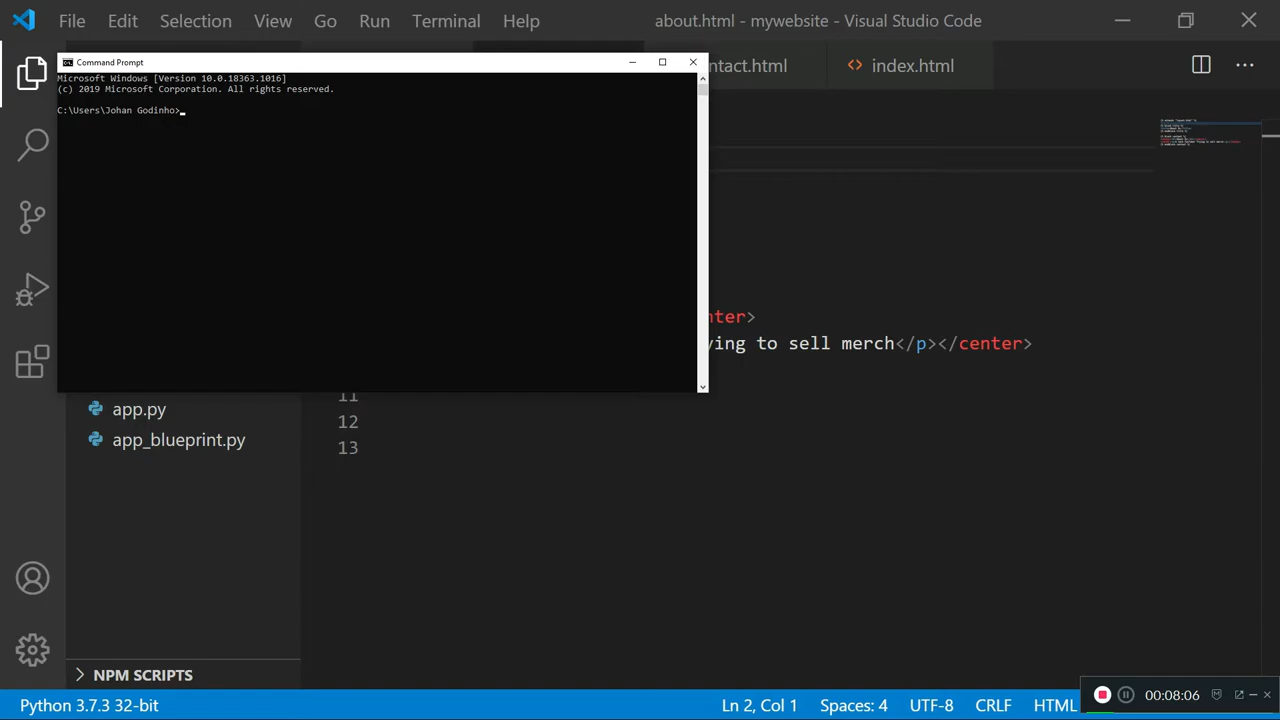 File Edit Selection View Go Run Terminal Help about.html - mywebsite - Visual Studio Code
ntact.html
index.html
Command Prompt
Microsoft Windows [Version 10.0.18363.1016]
(c) 2019 Microsoft Corporation. All rights reserved.
C:\Users\Johan Godinho>
nter>
ying to sell merch</p></center>
11
12
13
app.py
app_blueprint.py
NPM SCRIPTS
Python 3.7.3 32-bit
Ln 2, Col 1 Spaces: 4 UTF-8 CRLF HTML
00:08:06